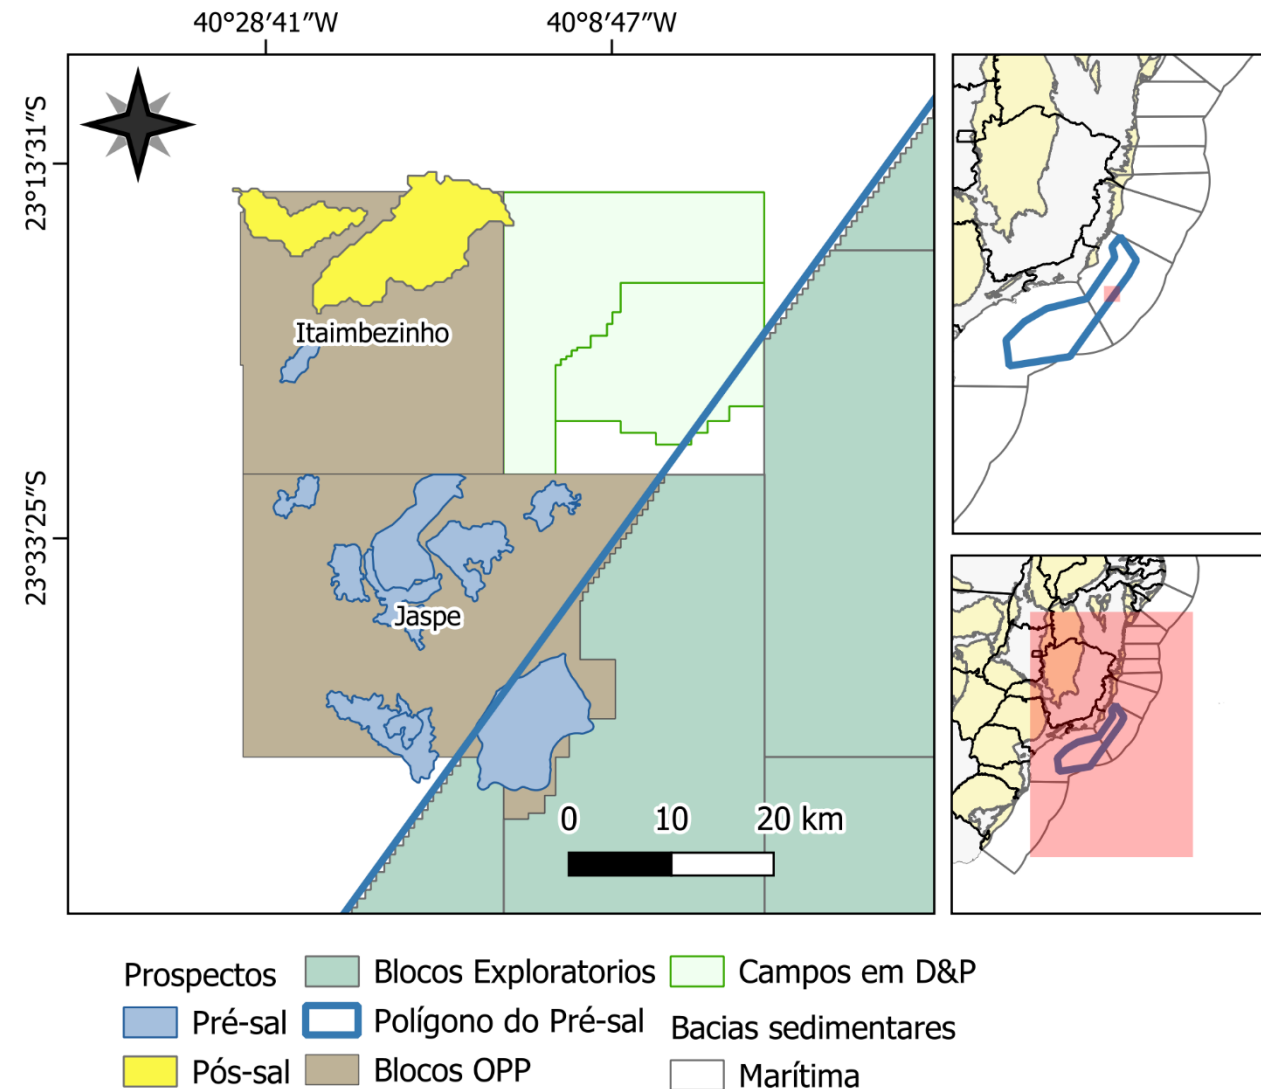 40°28′41″W 40°8′47″W
23°13′31″S
23°33′25″S
Itaimbezinho
Jaspe
0 10 20 km
Prospectos
Pré-sal
Pós-sal
Blocos Exploratorios
Polígono do Pré-sal
Blocos OPP
Campos em D&P
Bacias sedimentares
Marítima